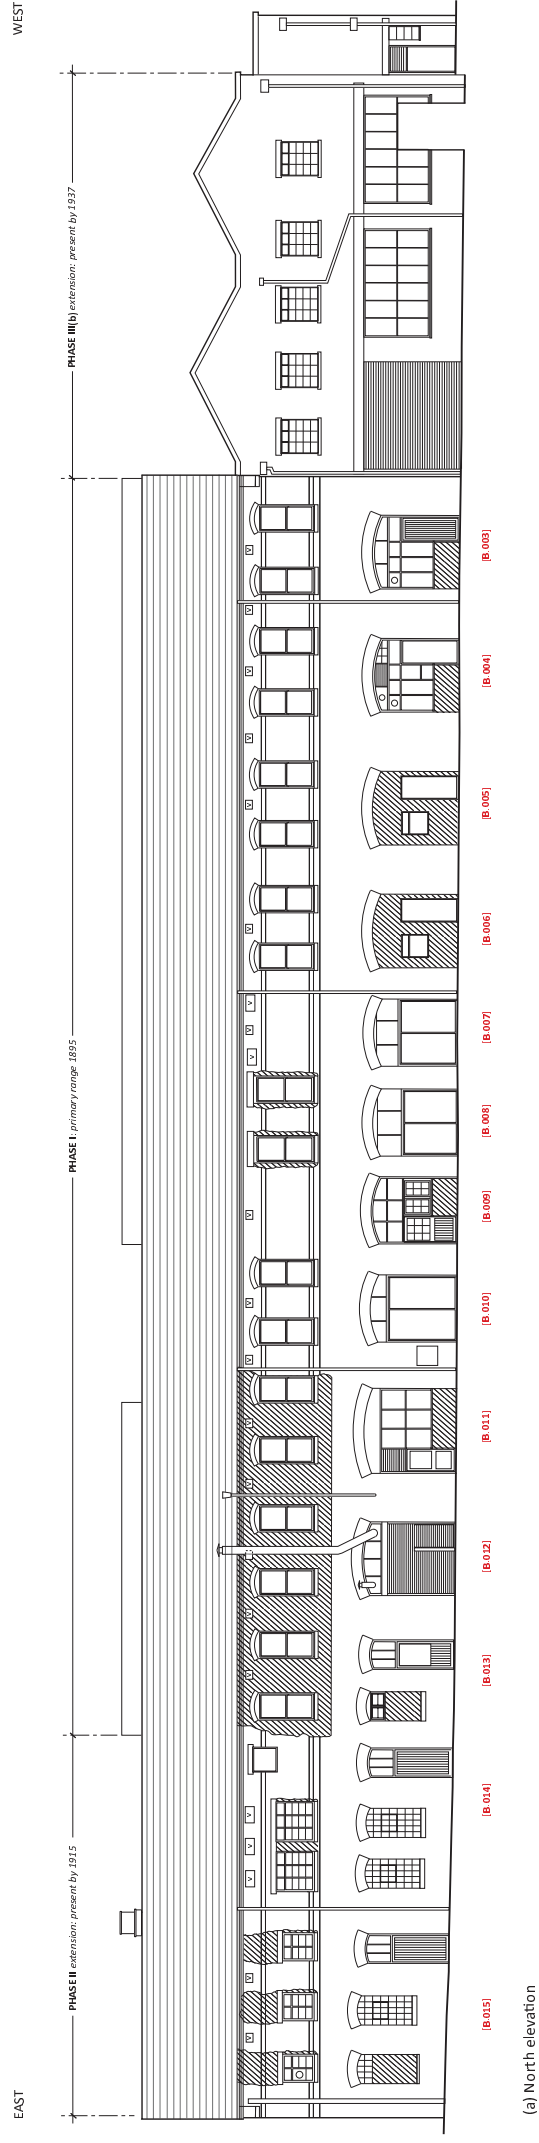 EAST
WEST
PHASE II extension: present by 1915
PHASE I: primary range 1895
PHASE III(b) extension: present by 1937
V V V V V V V V V V V V V V V V V V V V V V V V
[B.015]
[B.014]
[B.013]
[B.012]
[B.011]
[B.010]
[B.009]
[B.008]
[B.007]
[B.006]
[B.005]
[B.004]
[B.003]
(a) North elevation